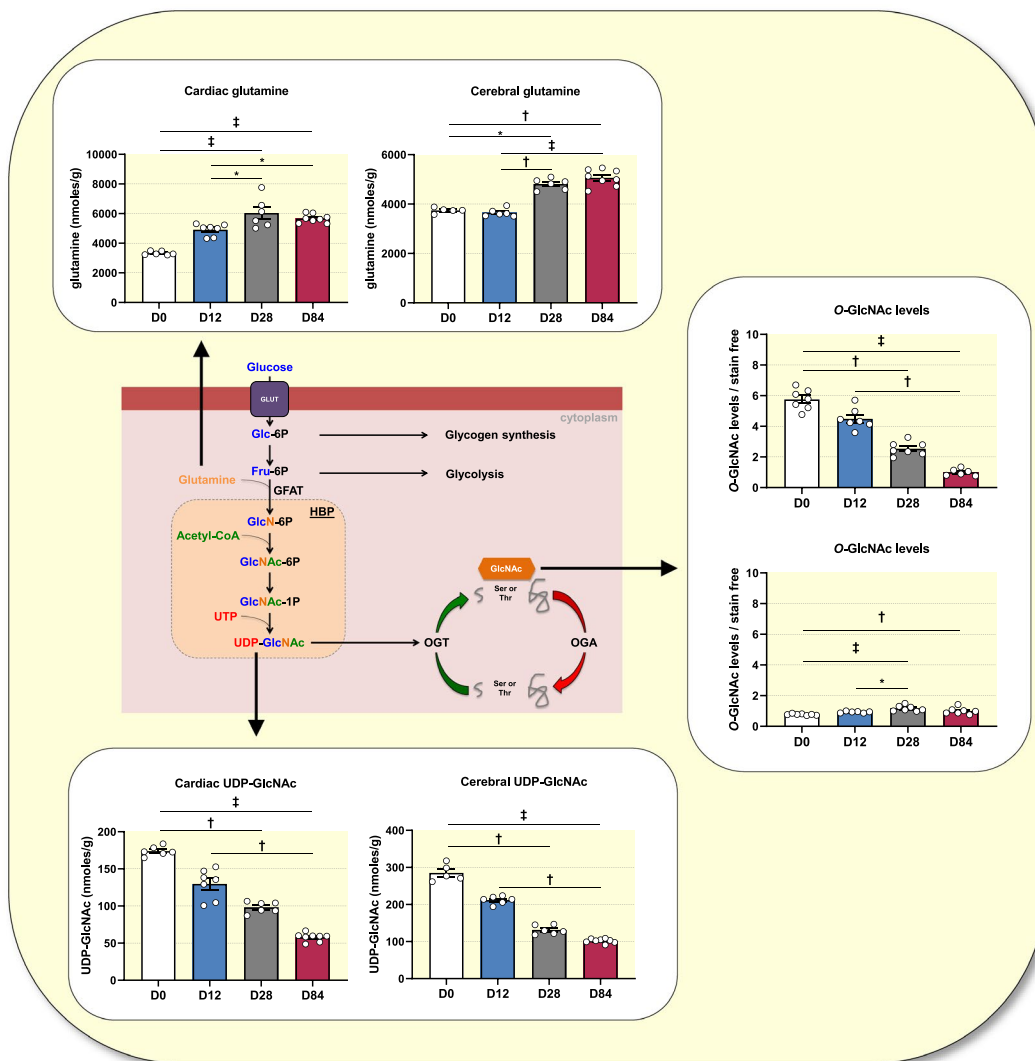 Cardiac glutamine
‡
‡
*
*
glutamine (nmoles/g)
10000
8000
6000
4000
2000
0
D0 D12 D28 D84
Cerebral glutamine
†
*
‡
†
glutamine (nmoles/g)
6000
4000
2000
0
D0 D12 D28 D84
O-GlcNAc levels
‡
†
†
O-GlcNAc levels / stain free
10
8
6
4
2
0
D0 D12 D28 D84
O-GlcNAc levels
†
‡
*
O-GlcNAc levels / stain free
10
8
6
4
2
0
D0 D12 D28 D84
Glucose
GLUT
cytoplasm
Glc-6P
Glycogen synthesis
Fru-6P
Glycolysis
Glutamine
GFAT
HBP
GlcN-6P
Acetyl-CoA
GlcNAc-6P
GlcNAc-1P
UTP
UDP-GlcNAc
GlcNAc
Ser or
Thr
OGT
OGA
Ser or
Thr
Cardiac UDP-GlcNAc
‡
†
†
UDP-GlcNAc (nmoles/g)
200
150
100
50
0
D0 D12 D28 D84
Cerebral UDP-GlcNAc
‡
†
†
UDP-GlcNAc (nmoles/g)
400
300
200
100
0
D0 D12 D28 D84